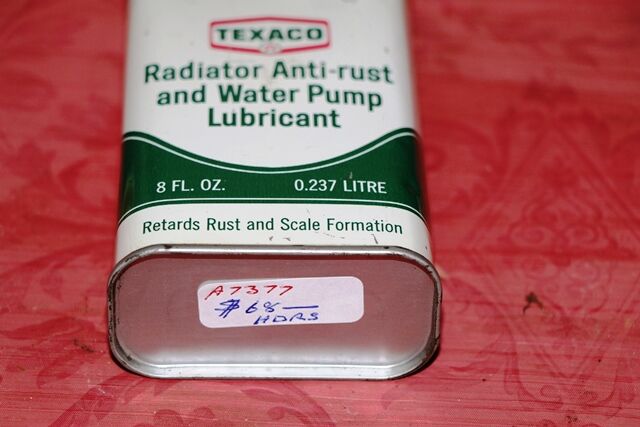 TEXACO
Radiator Anti-rust
and Water Pump
Lubricant
8 FL. OZ. 0.237 LITRE
Retards Rust and Scale Formation
A7377
$68—
HDRS